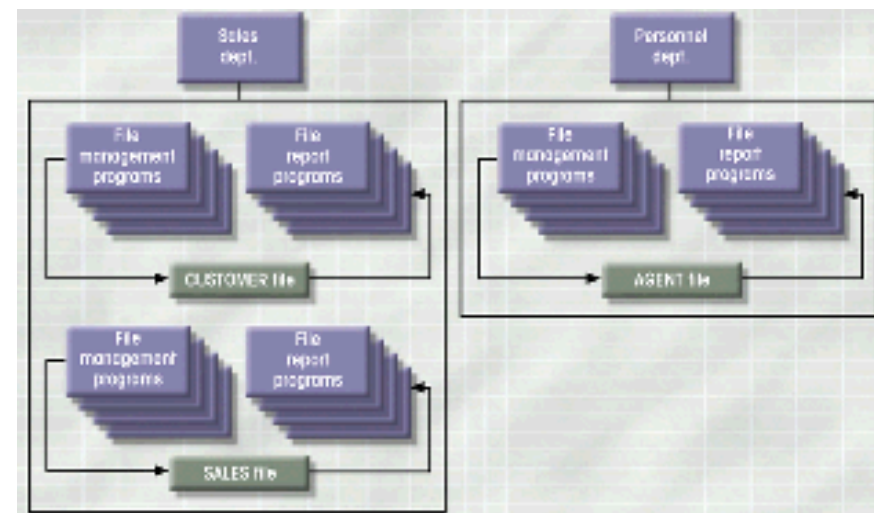 Sales
dept.
Personnel
dept.
File
management
programs
File
report
programs
File
management
programs
File
report
programs
CUSTOMER file
AGENT file
File
management
programs
File
report
programs
SALES file